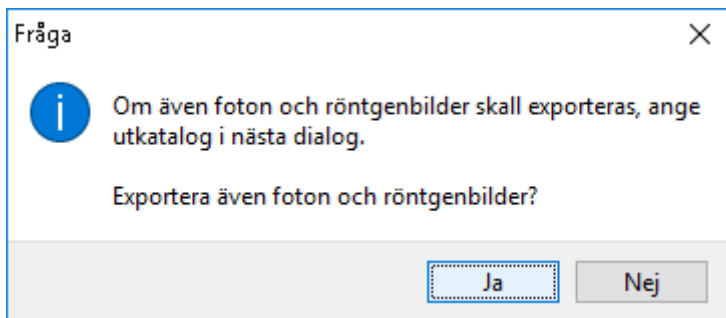 Fråga
Om även foton och röntgenbilder skall exporteras, ange
utkatalog i nästa dialog.
Exportera även foton och röntgenbilder?
Ja
Nej